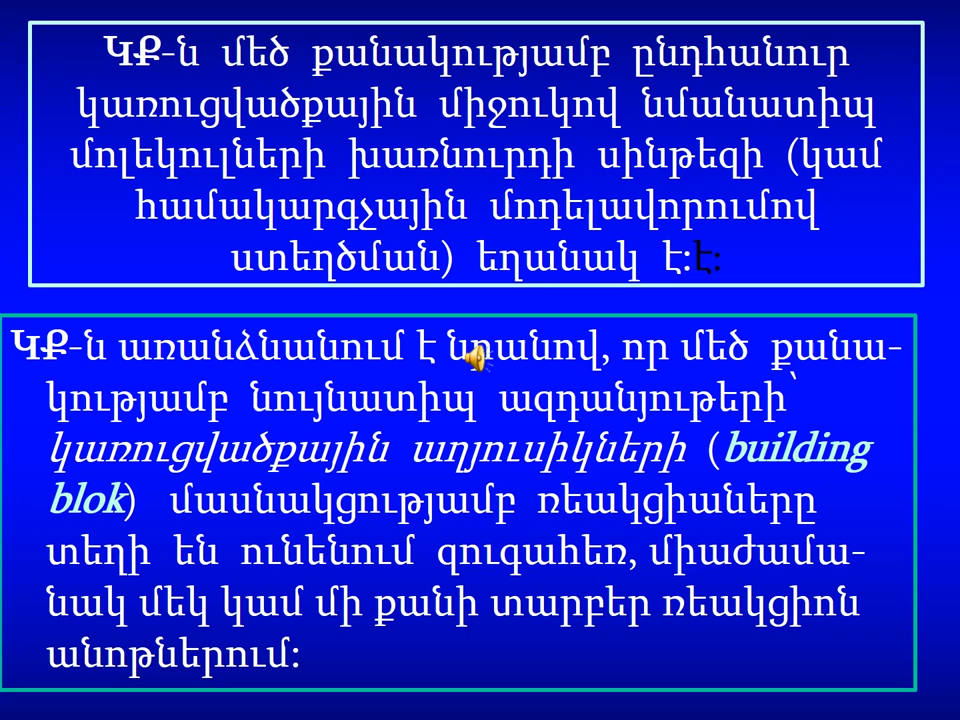 ԿՔ-ն մեծ քանակությամբ ընդհանուր
կառուցվածքային միջուկով նմանատիպ
մոլեկուլների խառնուրդի սինթեզի (կամ
համակարգչային մոդելավորումով
ստեղծման) եղանակ է:է:
ԿՔ-ն առանձնանում է նրանով, որ մեծ քանա-
կությամբ նույնատիպ ազդանյութերի՝
կառուցվածքային աղյուսիկների (building
blok) մասնակցությամբ ռեակցիաները
տեղի են ունենում զուգահեռ, միաժամա-
նակ մեկ կամ մի քանի տարբեր ռեակցիոն
անոթներում: